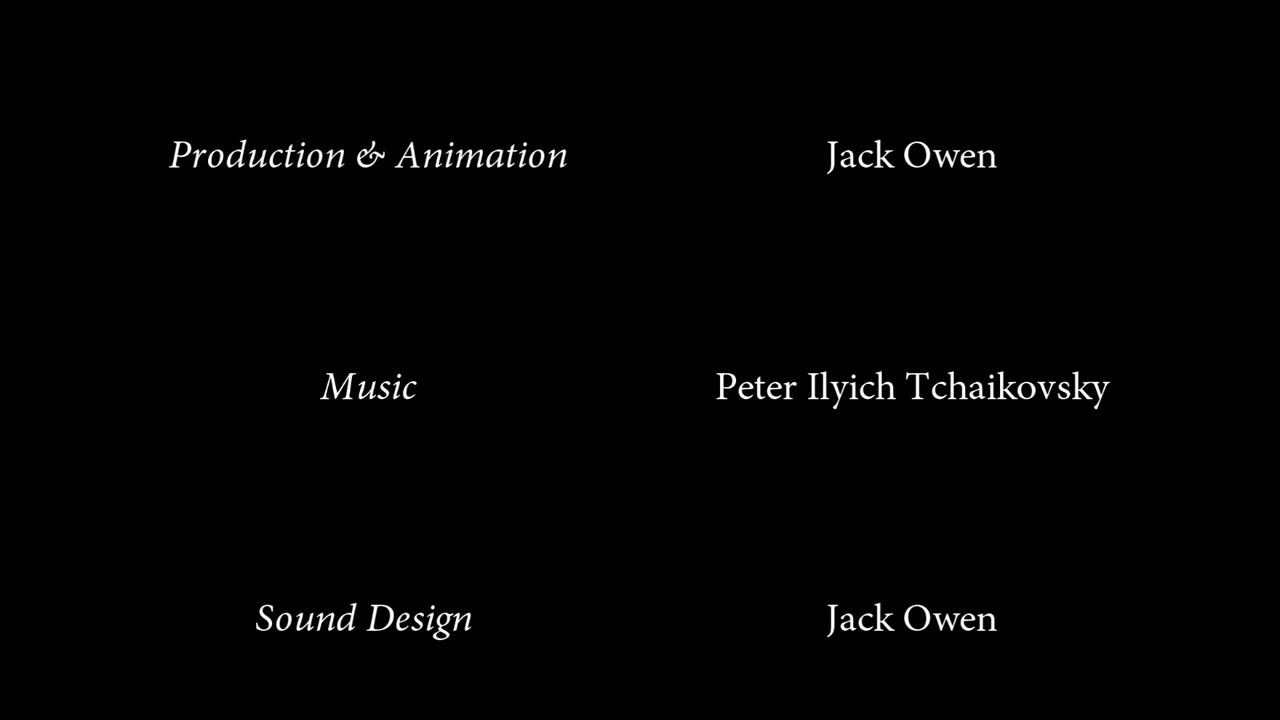 Production & Animation Jack Owen
Music Peter Ilyich Tchaikovsky
Sound Design Jack Owen